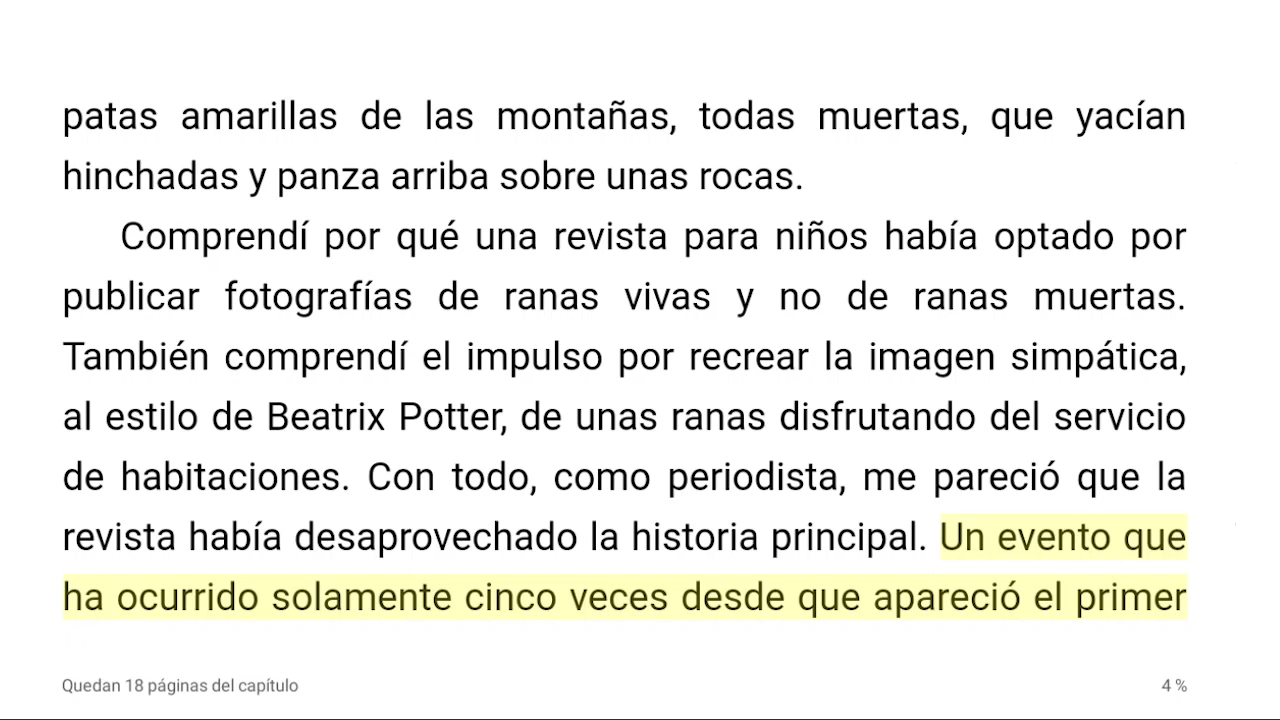 patas amarillas de las montañas, todas muertas, que yacían
hinchadas y panza arriba sobre unas rocas.
Comprendí por qué una revista para niños había optado por
publicar fotografías de ranas vivas y no de ranas muertas.
También comprendí el impulso por recrear la imagen simpática,
al estilo de Beatrix Potter, de unas ranas disfrutando del servicio
de habitaciones. Con todo, como periodista, me pareció que la
revista había desaprovechado la historia principal. Un evento que
ha ocurrido solamente cinco veces desde que apareció el primer
Quedan 18 páginas del capítulo
4 %